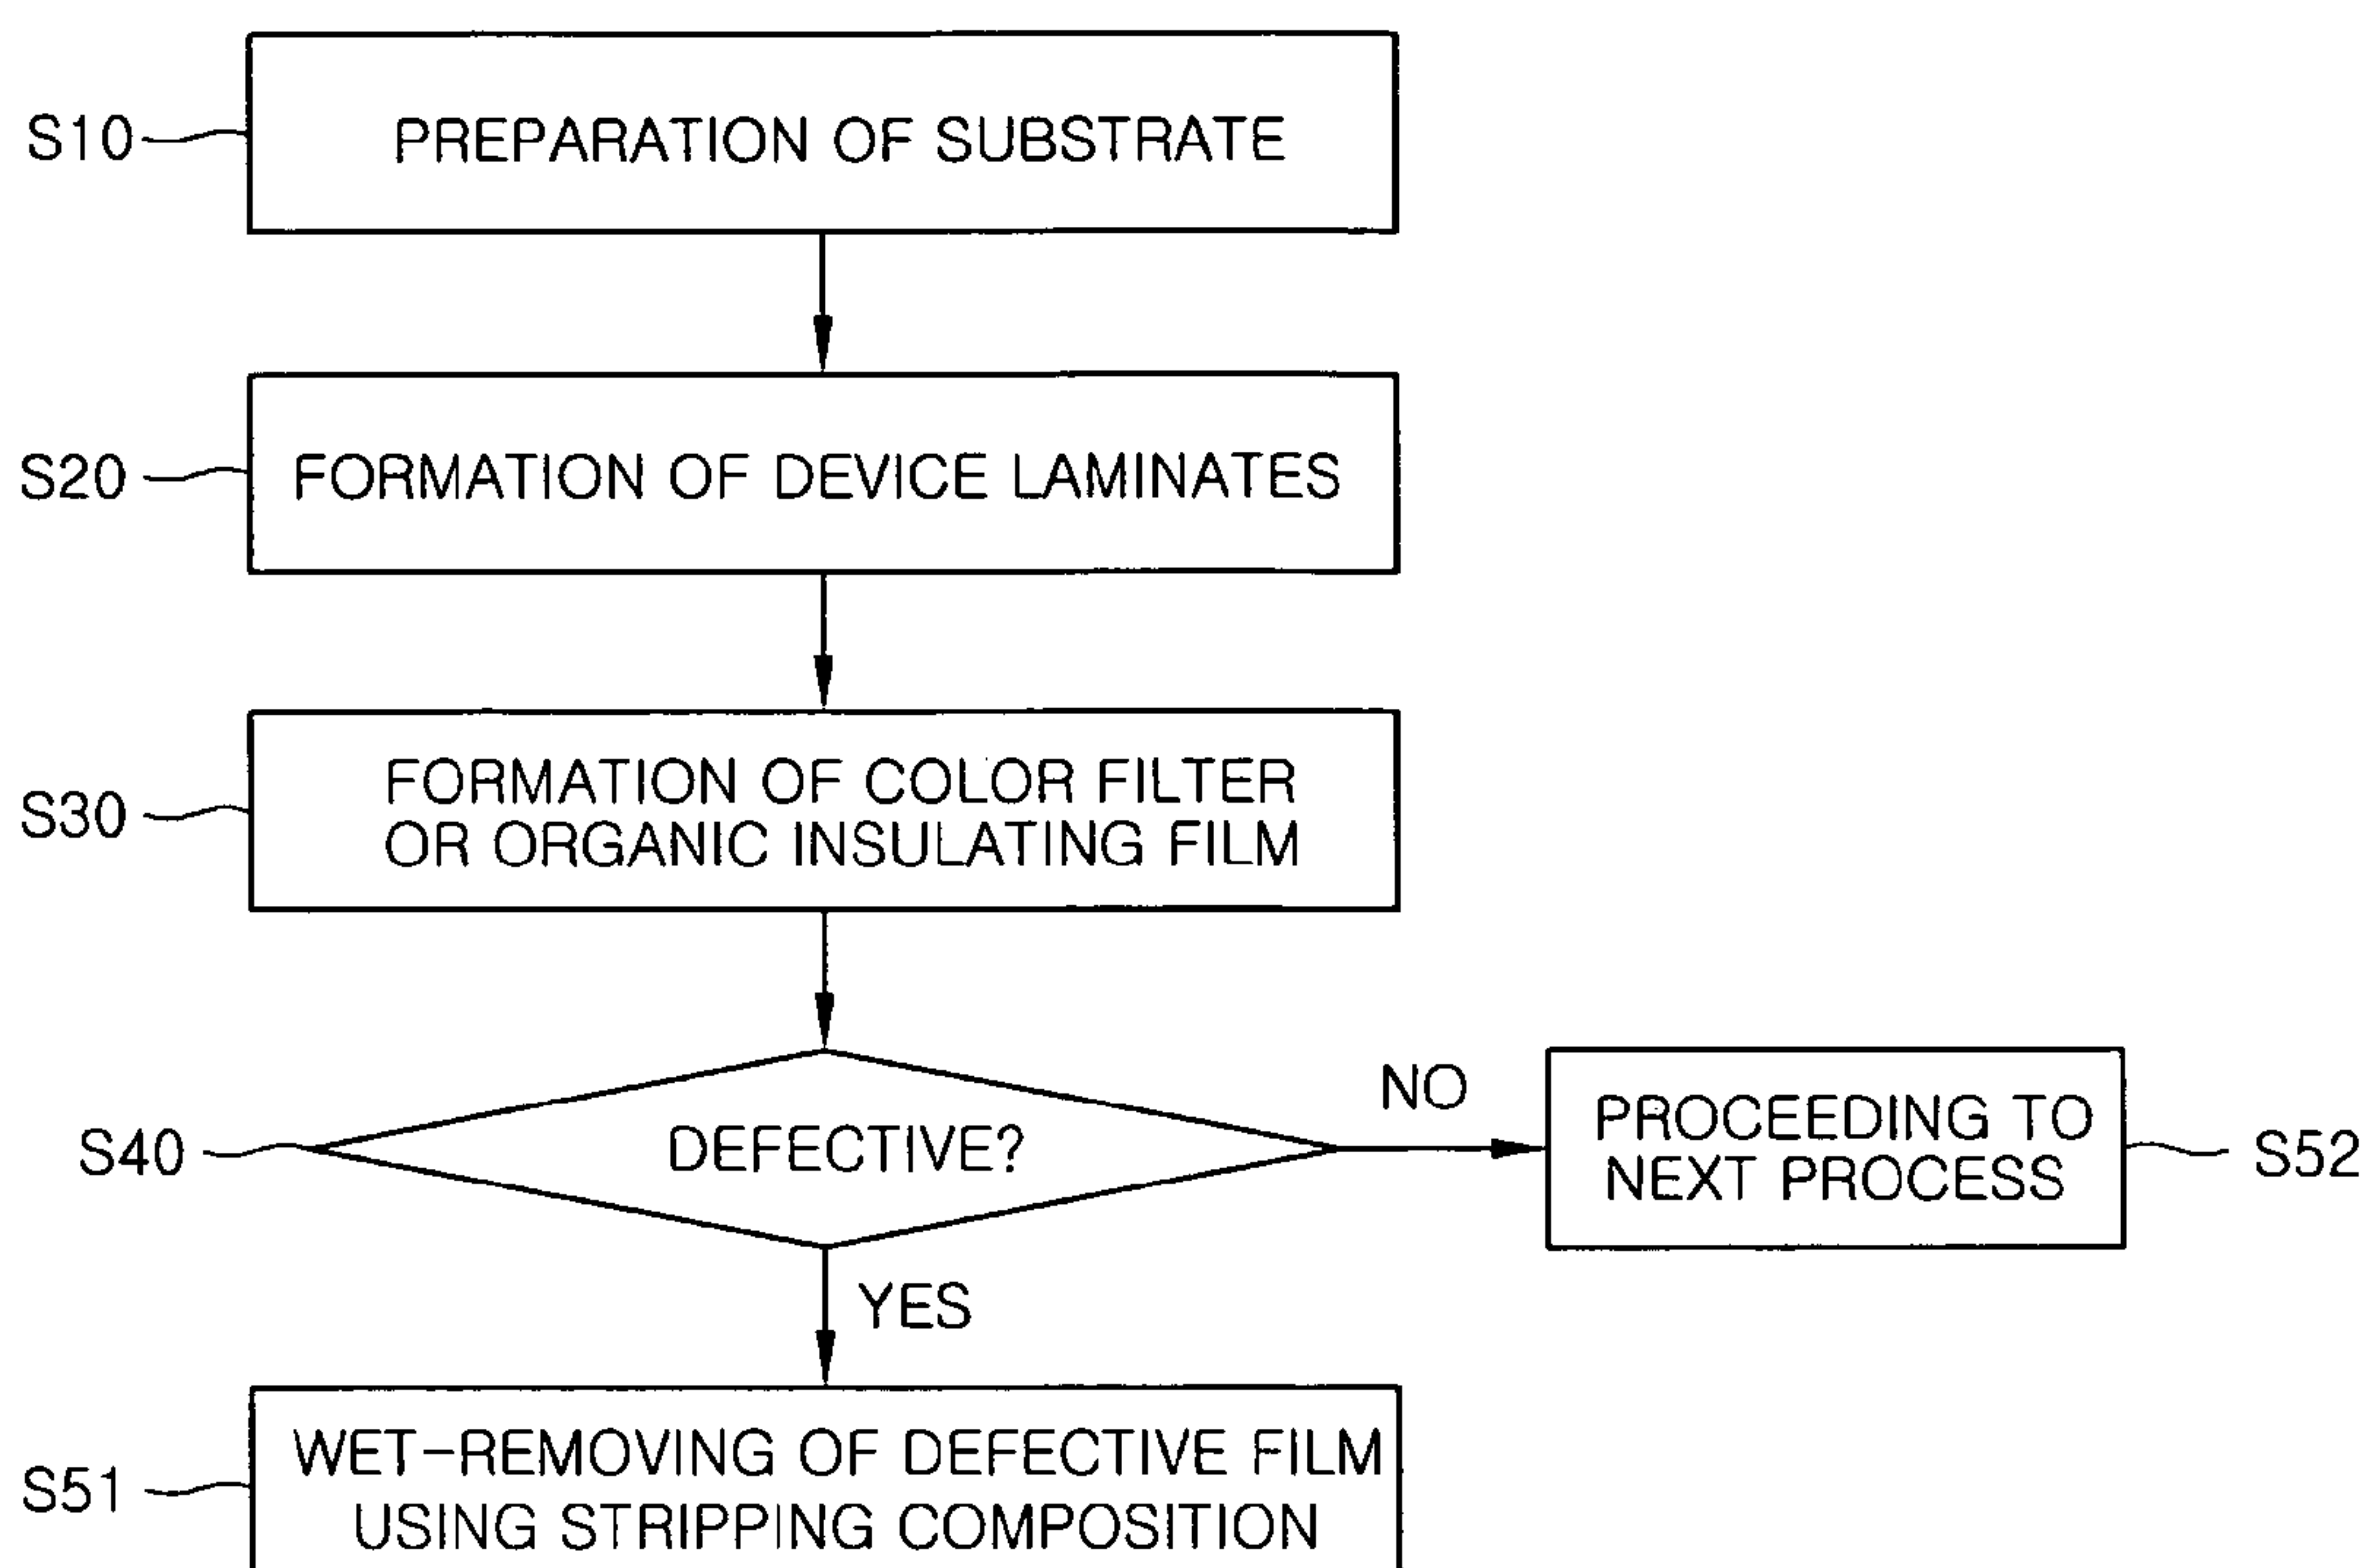 S10
PREPARATION OF SUBSTRATE
S20
FORMATION OF DEVICE LAMINATES
S30
FORMATION OF COLOR FILTER
OR ORGANIC INSULATING FILM
S40
DEFECTIVE?
NO
PROCEEDING TO
NEXT PROCESS
S52
YES
S51
WET-REMOVING OF DEFECTIVE FILM
USING STRIPPING COMPOSITION